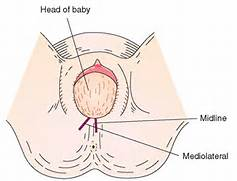 Head of baby
Midline
Mediolateral